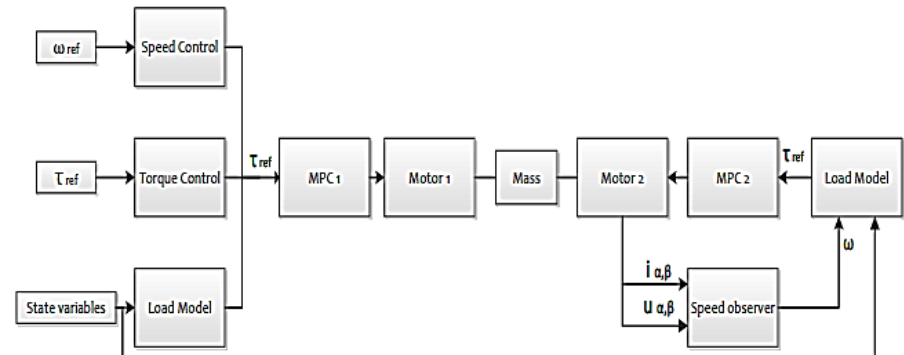 ω ref
Speed Control
τ ref
Torque Control
τ ref
MPC 1
Motor 1
Mass
Motor 2
MPC 2
τ ref
Load Model
ω
i α,β
u α,β
Speed observer
State variables
Load Model